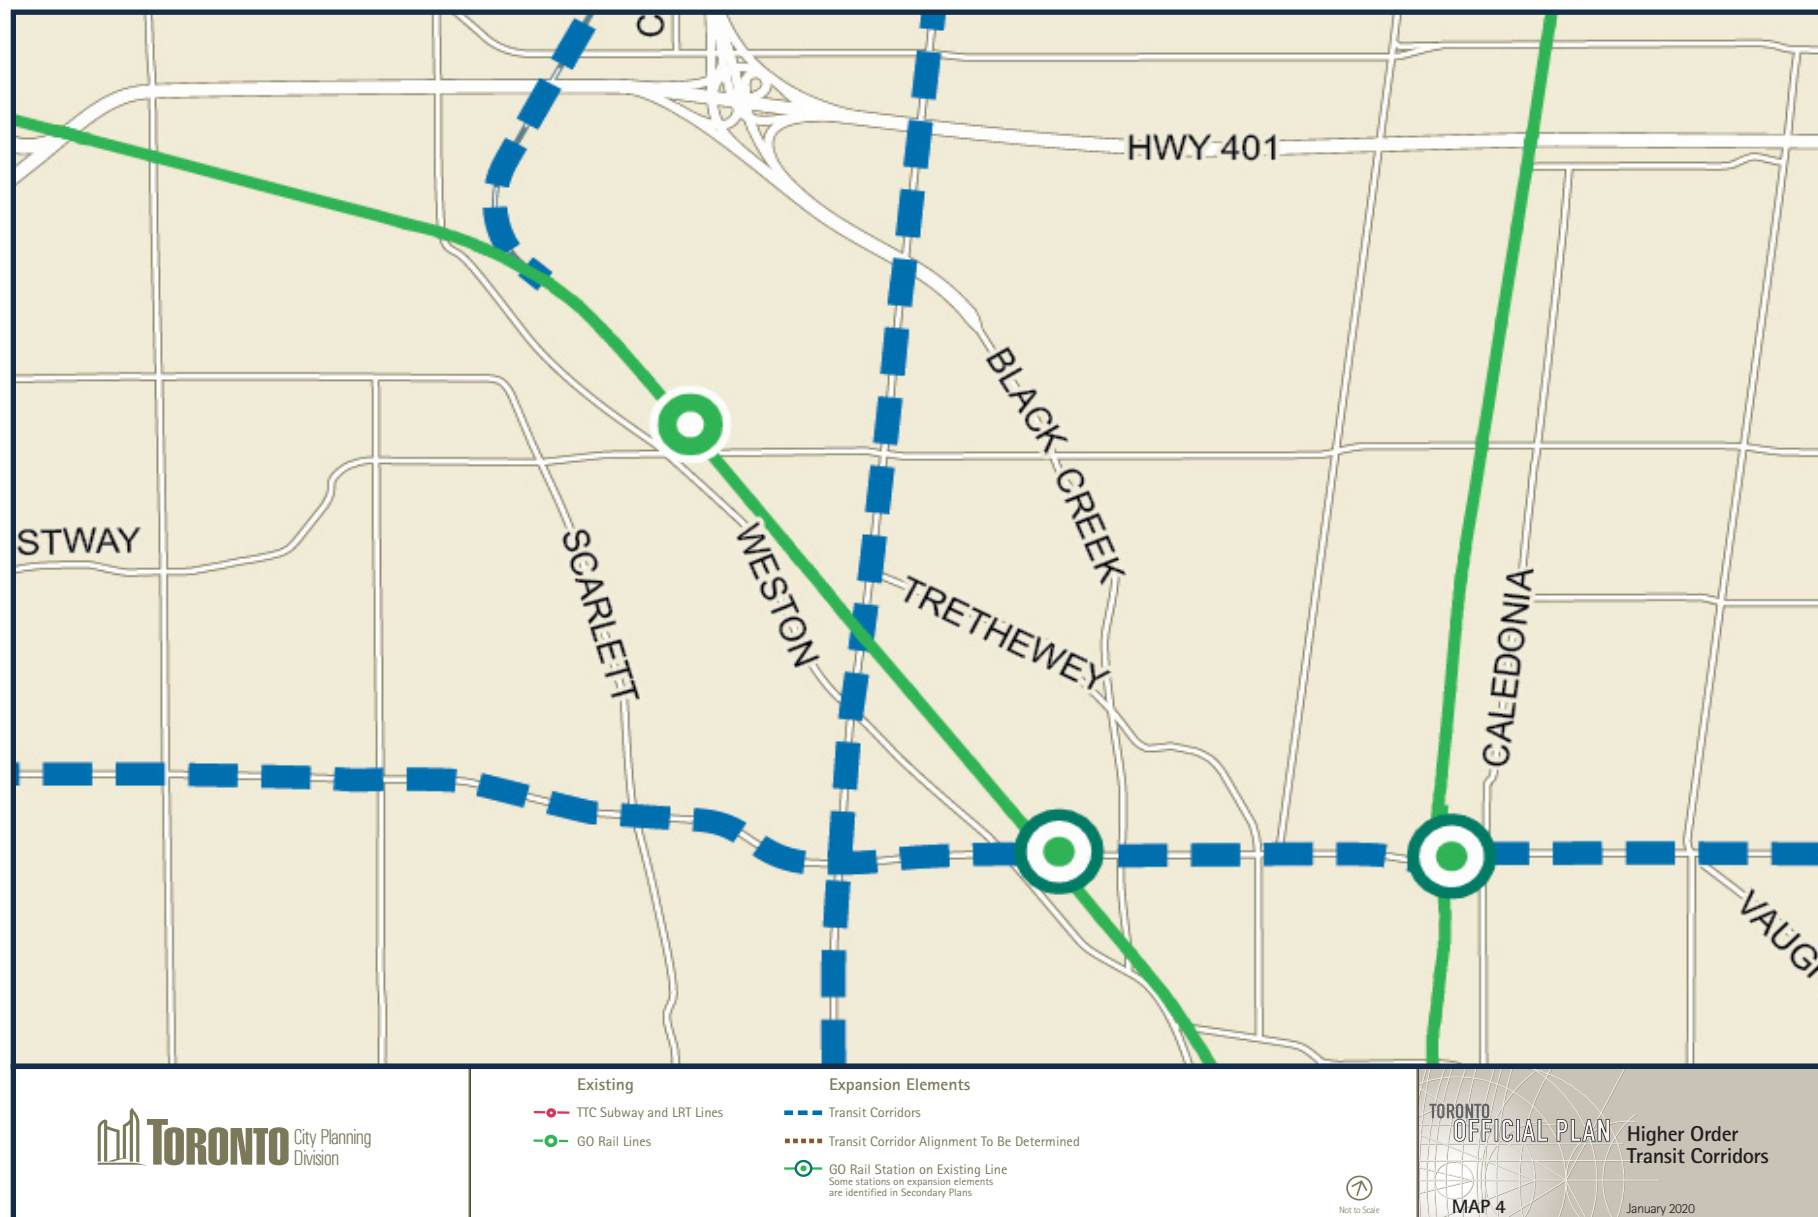 C
HWY 401
BLACK CREEK
STWAY
SCARLETT
WESTON
TRETHEWEY
CALEDONIA
VAUGH
TORONTO
City Planning
Division
Existing
TTC Subway and LRT Lines
GO Rail Lines
Expansion Elements
Transit Corridors
Transit Corridor Alignment To Be Determined
GO Rail Station on Existing Line
Some stations on expansion elements
are identified in Secondary Plans
Not to Scale
TORONTO
OFFICIAL PLAN
MAP 4
Higher Order
Transit Corridors
January 2020